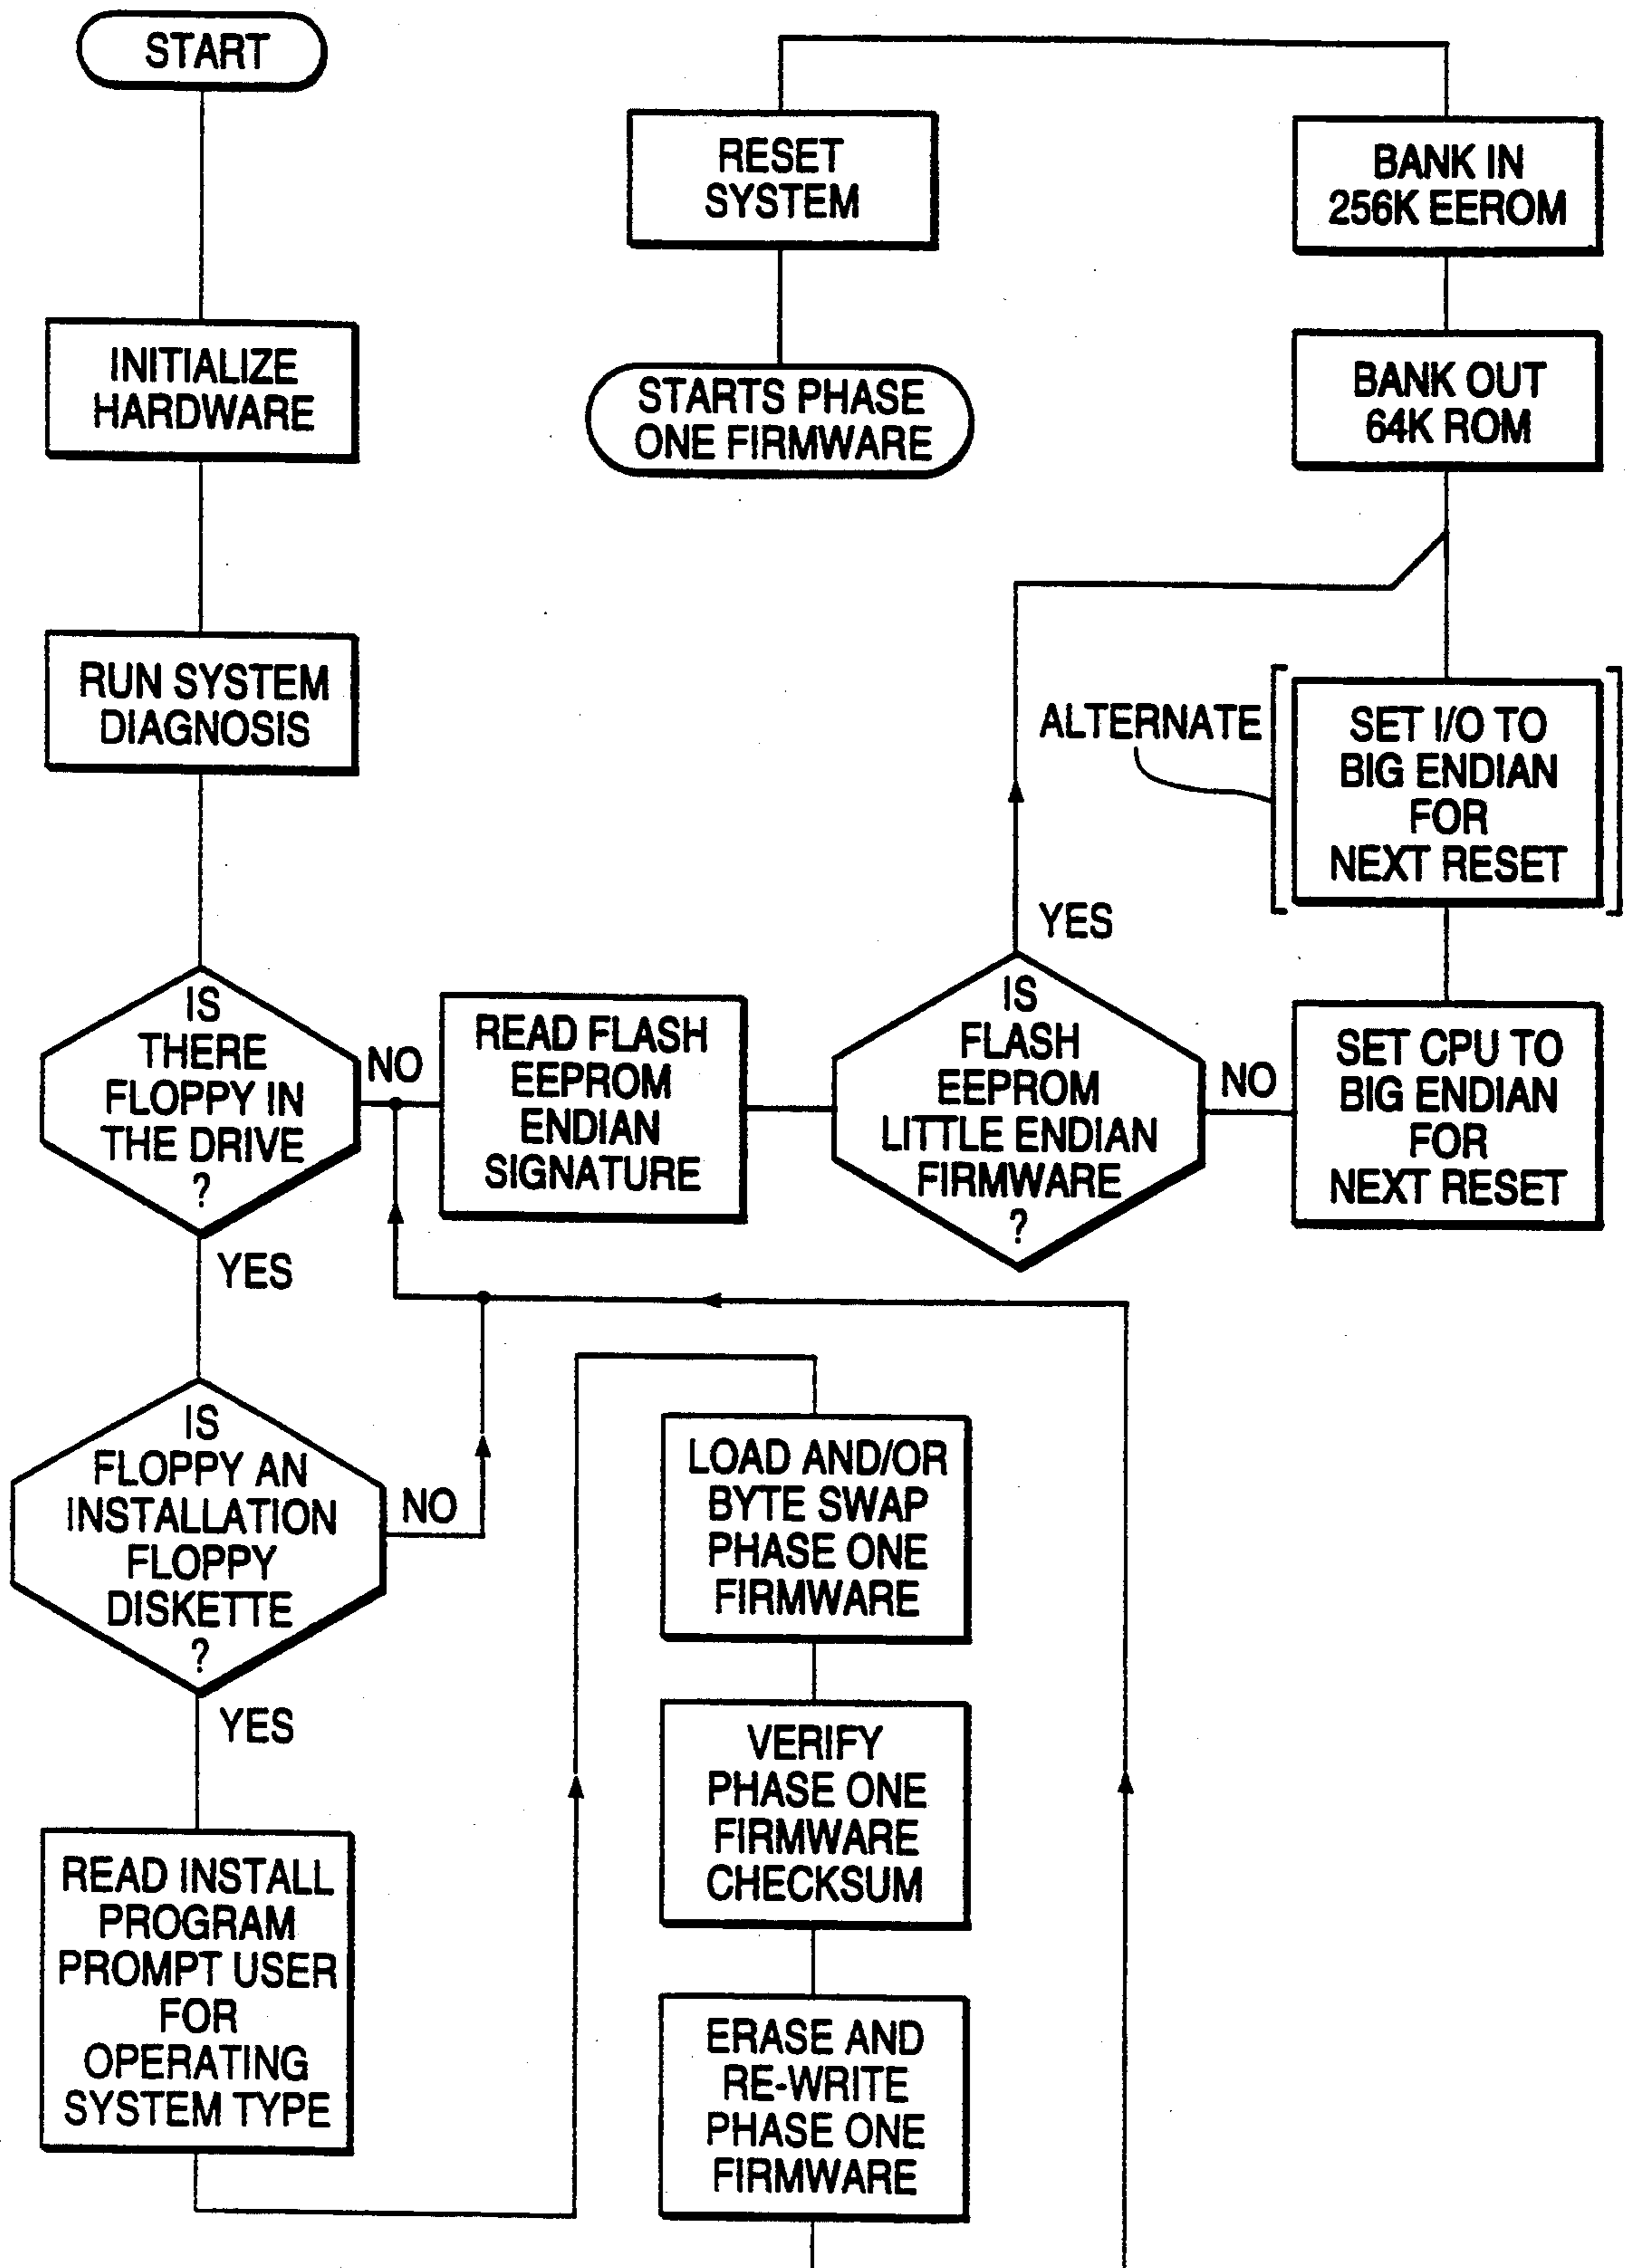 START
INITIALIZE
HARDWARE
RUN SYSTEM
DIAGNOSIS
IS
THERE
FLOPPY IN
THE DRIVE
?
NO
YES
IS
FLOPPY AN
INSTALLATION
FLOPPY
DISKETTE
?
NO
YES
READ INSTALL
PROGRAM
PROMPT USER
FOR
OPERATING
SYSTEM TYPE
LOAD AND/OR
BYTE SWAP
PHASE ONE
FIRMWARE
VERIFY
PHASE ONE
FIRMWARE
CHECKSUM
ERASE AND
RE-WRITE
PHASE ONE
FIRMWARE
READ FLASH
EEPROM
ENDIAN
SIGNATURE
IS
FLASH
EEPROM
LITTLE ENDIAN
FIRMWARE
?
YES
NO
SET CPU TO
BIG ENDIAN
FOR
NEXT RESET
ALTERNATE
SET I/O TO
BIG ENDIAN
FOR
NEXT RESET
BANK OUT
64K ROM
BANK IN
256K EEROM
RESET
SYSTEM
STARTS PHASE
ONE FIRMWARE